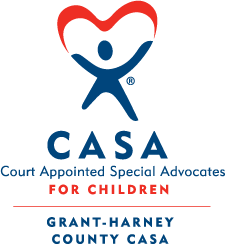 ®
CASA
Court Appointed Special Advocates
FOR CHILDREN
GRANT-HARNEY
COUNTY CASA